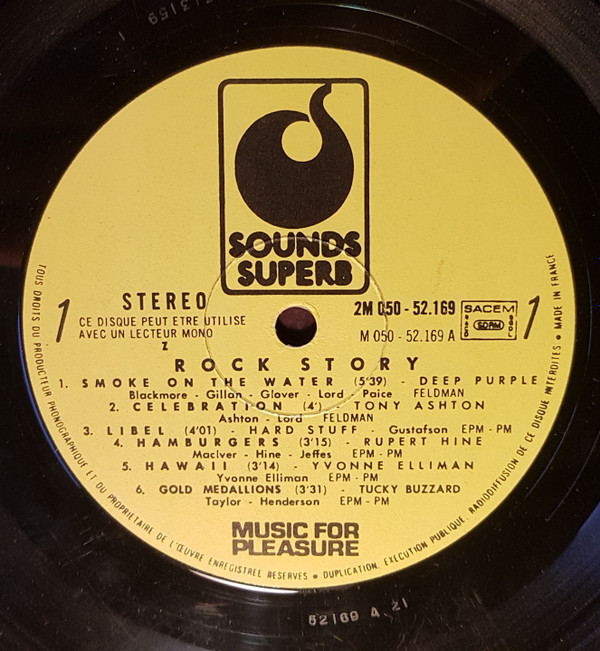 SOUNDS
SUPERB
STEREO
CE DISQUE PEUT ETRE UTILISE
AVEC UN LECTEUR MONO
Z
1
2M 050 - 52.169
M 050 - 52.169 A
SACEM
SDRM
1
ROCK STORY
1. SMOKE ON THE WATER (5'39) - DEEP PURPLE
Blackmore - Gillan - Glover - Lord - Paice FELDMAN
2. CELEBRATION (4') - TONY ASHTON
Ashton - Lord FELDMAN
3. LIBEL (4'01) - HARD STUFF - Gustafson EPM - PM
4. HAMBURGERS (3'15) - RUPERT HINE
MacIver - Hine - Jeffes EPM - PM
5. HAWAII (3'14) - YVONNE ELLIMAN
Yvonne Elliman EPM - PM
6. GOLD MEDALLIONS (3'31) - TUCKY BUZZARD
Taylor - Henderson EPM - PM
MUSIC FOR
PLEASURE
TOUS DROITS DU PRODUCTEUR PHONOGRAPHIQUE ET DU PROPRIETAIRE DE L'ŒUVRE ENREGISTREE RESERVES • DUPLICATION, EXECUTION PUBLIQUE, RADIODIFFUSION DE CE DISQUE INTERDITES • MADE IN FRANCE
52169 A 21